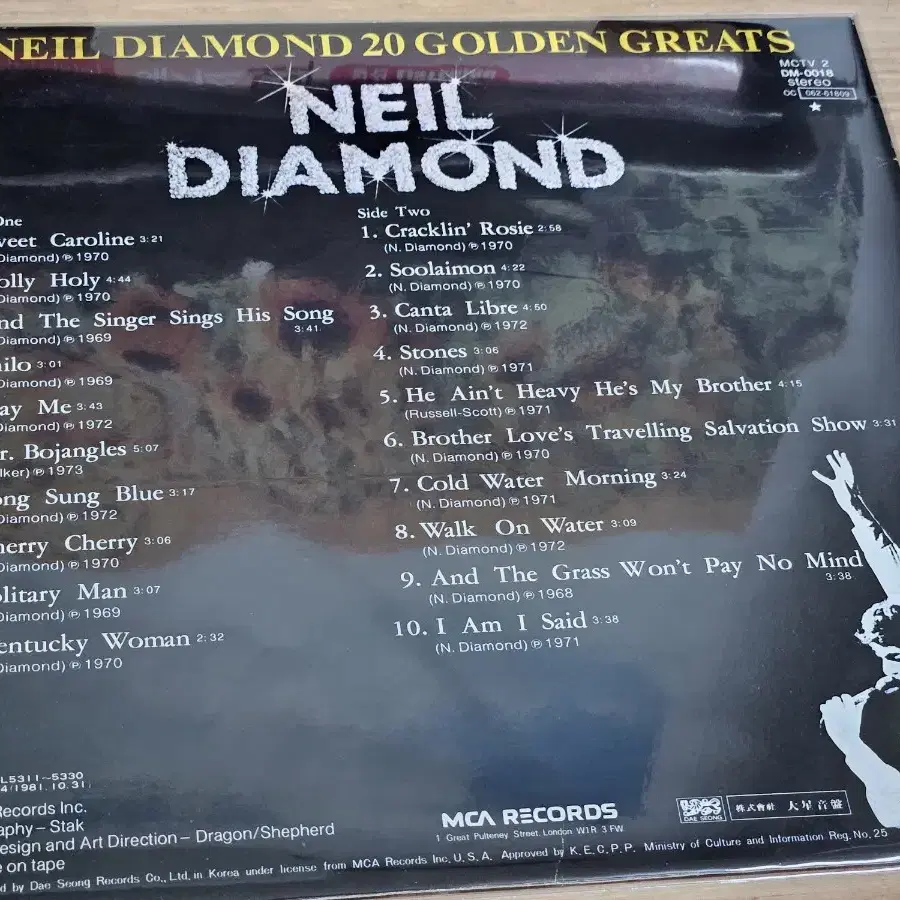 NEIL DIAMOND 20 GOLDEN GREATS
MCTV 2
DM-0018
stereo
OC 062-61809
NEIL
DIAMOND
One
weet Caroline 3:21
Diamond) ℗ 1970
olly Holy 4:44
Diamond) ℗ 1970
nd The Singer Sings His Song
3:41
Diamond) ℗ 1969
ilo 3:01
Diamond) ℗ 1969
ay Me 3:43
Diamond) ℗ 1972
r. Bojangles 5:07
lker) ℗ 1973
ong Sung Blue 3:17
Diamond) ℗ 1972
herry Cherry 3:06
Diamond) ℗ 1970
olitary Man 3:07
Diamond) ℗ 1969
entucky Woman 2:32
Diamond) ℗ 1970
Side Two
1. Cracklin' Rosie 2:58
(N. Diamond) ℗ 1970
2. Soolaimon 4:22
(N. Diamond) ℗ 1970
3. Canta Libre 4:50
(N. Diamond) ℗ 1972
4. Stones 3:06
(N. Diamond) ℗ 1971
5. He Ain't Heavy He's My Brother 4:15
(Russell-Scott) ℗ 1971
6. Brother Love's Travelling Salvation Show 3:31
(N. Diamond) ℗ 1970
7. Cold Water Morning 3:24
(N. Diamond) ℗ 1971
8. Walk On Water 3:09
(N. Diamond) ℗ 1972
9. And The Grass Won't Pay No Mind
3:38
(N. Diamond) ℗ 1968
10. I Am I Said 3:38
(N. Diamond) ℗ 1971
L5311~5330
4(1981.10.31)
Records Inc.
aphy – Stak
esign and Art Direction – Dragon/Shepherd
e on tape
MCA RECORDS
1 Great Pulteney Street. London W1R 3FW
DAE SEONG
株式會社 大星音盤
d by Dae Seong Records Co., Ltd, in Korea under license from MCA Records Inc. U.S.A. Approved by K.E.C.P.P. Ministry of Culture and Information Reg. No. 25